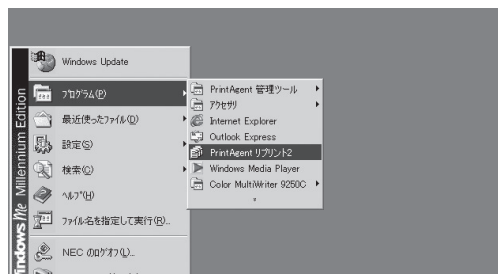 Windows Update
ﾌﾟﾛｸﾞﾗﾑ(P)
最近使ったﾌｧｲﾙ(D)
設定(S)
検索(C)
ﾍﾙﾌﾟ(H)
ﾌｧｲﾙ名を指定して実行(R)...
NEC のﾛｸﾞｵﾌ(L)...
PrintAgent 管理ツール
ｱｸｾｻﾘ
Internet Explorer
Outlook Express
PrintAgent リプリント2
Windows Media Player
Color MultiWriter 9250C
Windows Me Millennium Edition